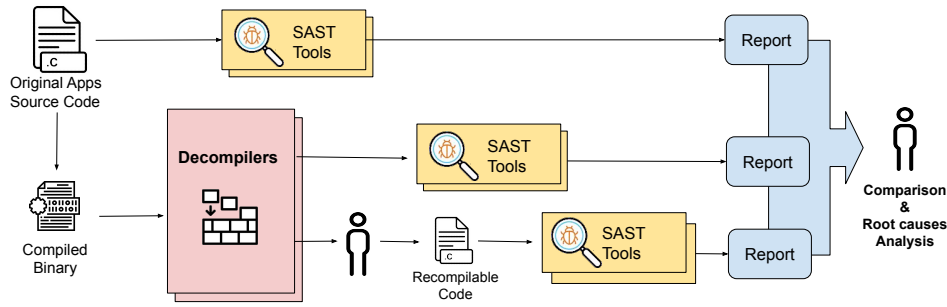 SAST
Tools
Report
.C
Original Apps
Source Code
Decompilers
SAST
Tools
Report
Comparison
&
Root causes
Analysis
Compiled
Binary
.C
Recompilable
Code
SAST
Tools
Report